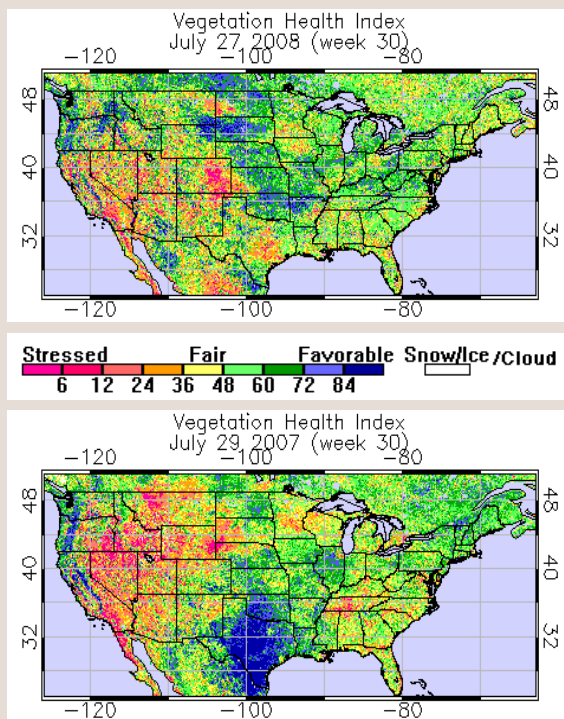 Vegetation Health Index
July 27 2008 (week 30)
-120 -100 -80
48 48
40 40
32 32
-120 -100 -80
Stressed Fair Favorable Snow/Ice /Cloud
6 12 24 36 48 60 72 84
Vegetation Health Index
July 29 2007 (week 30)
-120 -100 -80
48 48
40 40
32 32
-120 -100 -80